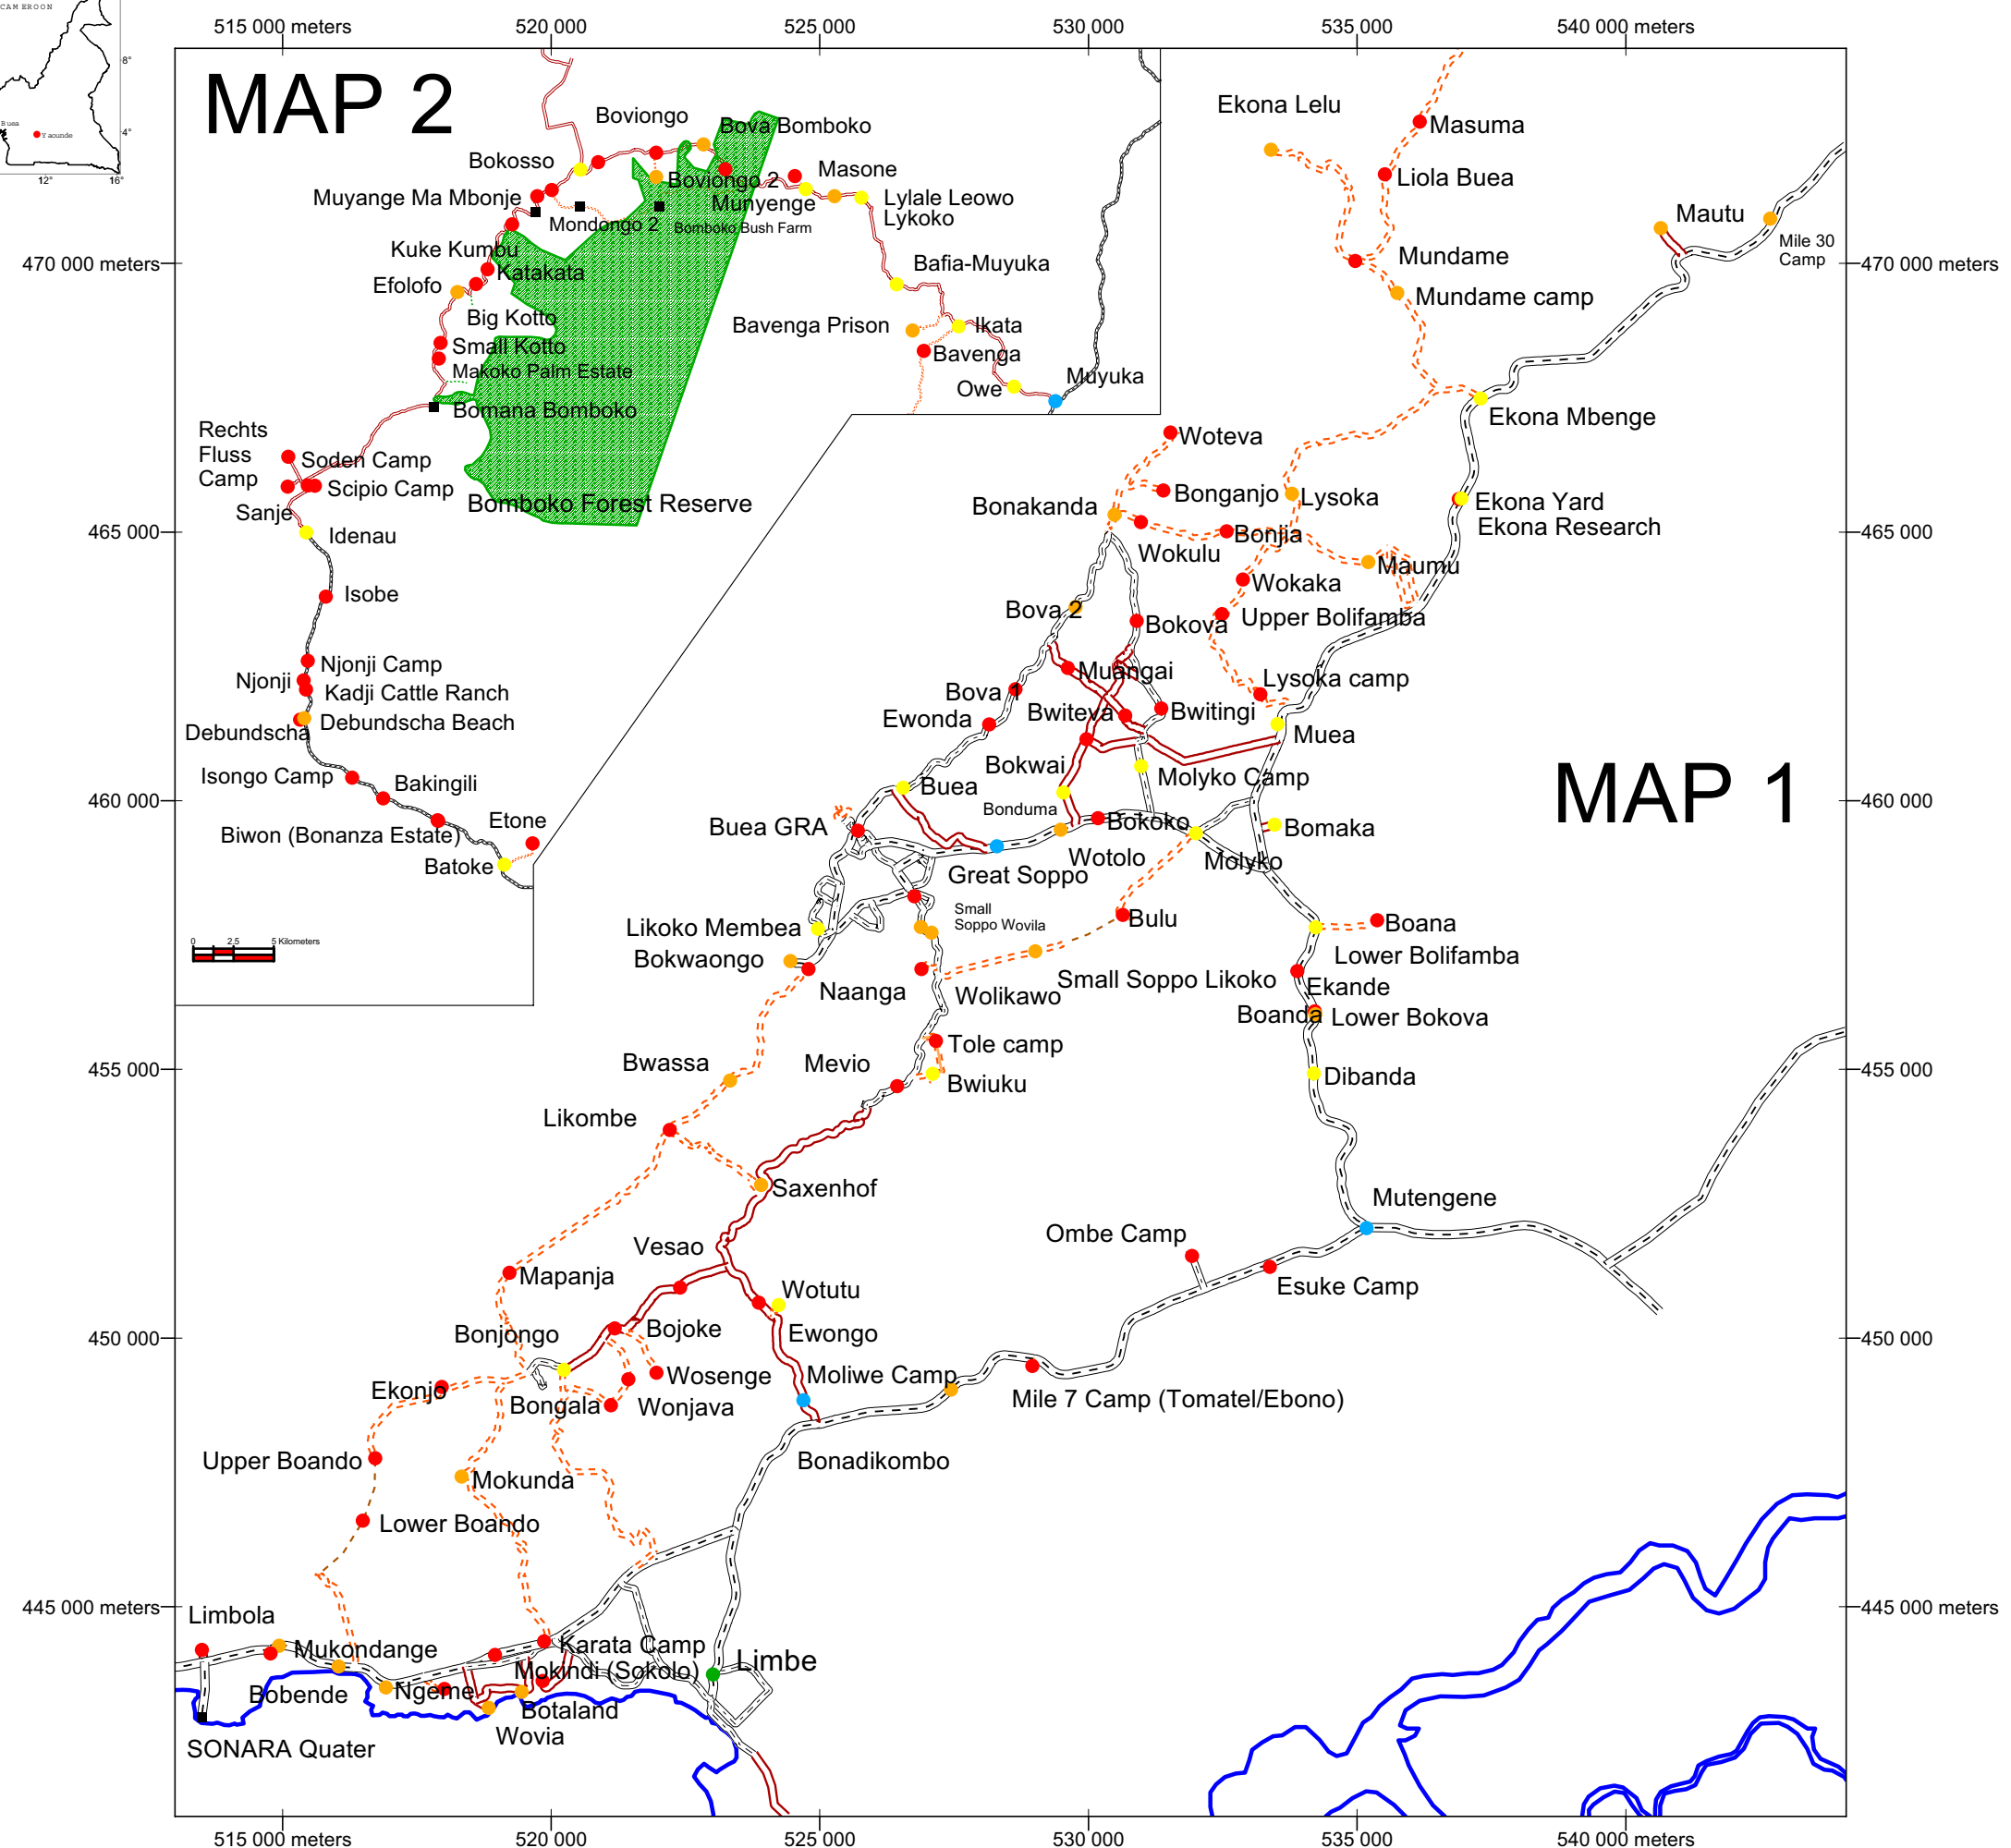 CAMEROON
8°
4°
Buea
Yaounde
12°
16°
515 000 meters
520 000
525 000
530 000
535 000
540 000 meters
MAP 2
Boviongo
Bova Bomboko
Bokosso
Boviongo 2
Masone
Muyange Ma Mbonje
Munyenge
Lylale Leowo
Lykoko
Mondongo 2
Bomboko Bush Farm
Kuke Kumbu
Katakata
Efolofo
Bafia-Muyuka
Big Kotto
Bavenga Prison
Ikata
Small Kotto
Bavenga
Makoko Palm Estate
Owe
Muyuka
Bomana Bomboko
Rechts
Fluss
Camp
Soden Camp
Scipio Camp
Sanje
Bomboko Forest Reserve
Idenau
Isobe
Njonji Camp
Njonji
Kadji Cattle Ranch
Debundscha Beach
Debundscha
Isongo Camp
Bakingili
Biwon (Bonanza Estate)
Etone
Batoke
0
2.5
5 Kilometers
Ekona Lelu
Masuma
Liola Buea
Mautu
Mile 30
Camp
Mundame
Mundame camp
Ekona Mbenge
Woteva
Bonganjo
Lysoka
Bonakanda
Ekona Yard
Ekona Research
Wokulu
Bonjia
Maumu
Wokaka
Bova 2
Bokova
Upper Bolifamba
Muangai
Lysoka camp
Bova 1
Ewonda
Bwiteva
Bwitingi
Muea
Bokwai
Molyko Camp
MAP 1
Buea
Bonduma
Buea GRA
Bokoko
Bomaka
Wotolo
Molyko
Great Soppo
Small
Soppo Wovila
Likoko Membea
Bulu
Boana
Bokwaongo
Lower Bolifamba
Naanga
Wolikawo
Small Soppo Likoko
Ekande
Boanda
Lower Bokova
Tole camp
Mevio
Bwassa
Bwiuku
Dibanda
Likombe
Saxenhof
Mutengene
Ombe Camp
Vesao
Mapanja
Wotutu
Esuke Camp
Bonjongo
Bojoke
Ewongo
Wosenge
Moliwe Camp
Ekonjo
Bongala
Wonjava
Mile 7 Camp (Tomatel/Ebono)
Upper Boando
Bonadikombo
Mokunda
Lower Boando
Limbola
Mukondange
Karata Camp
Limbe
Mokindi (Sokolo)
Bobende
Ngeme
Botaland
Wovia
SONARA Quater
470 000 meters
465 000
460 000
455 000
450 000
445 000 meters
470 000 meters
465 000
460 000
455 000
450 000
445 000 meters
515 000 meters
520 000
525 000
530 000
535 000
540 000 meters